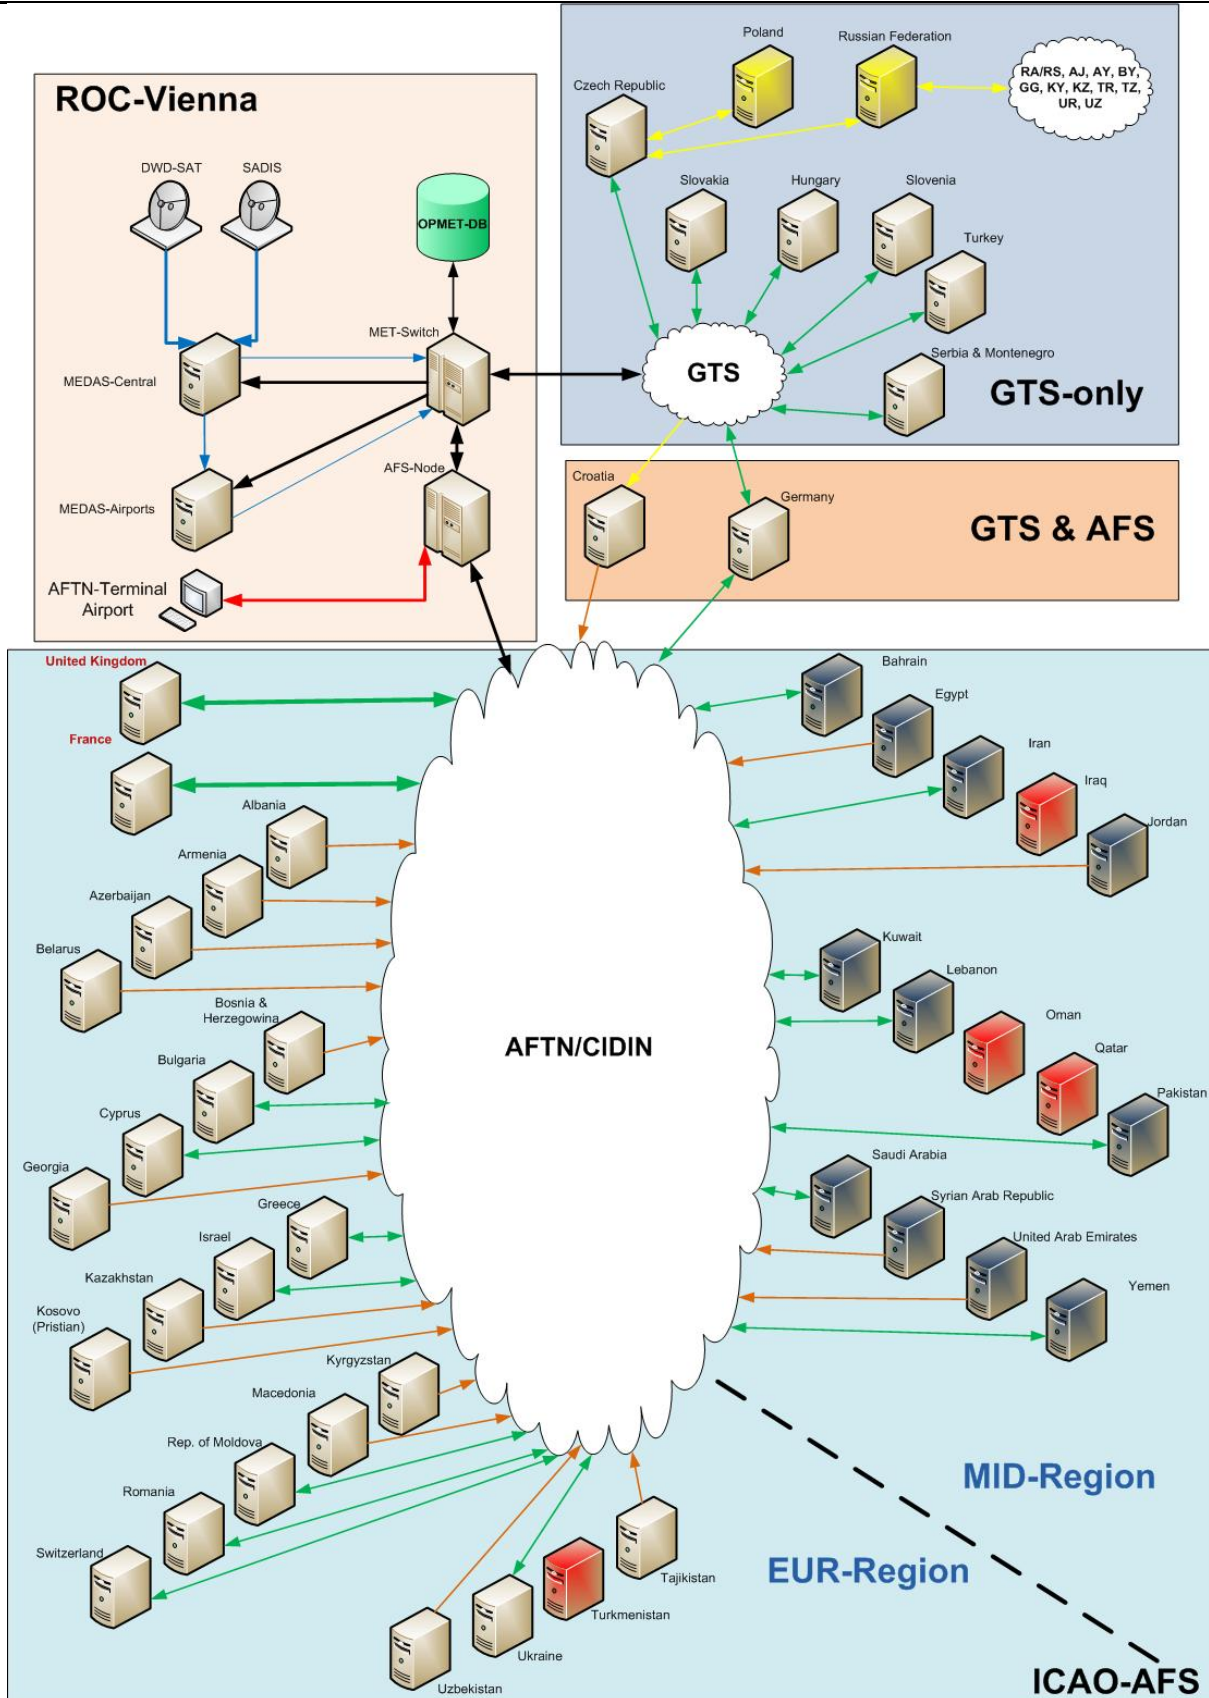 Poland
Russian Federation
RA/RS, AJ, AY, BY,
GG, KY, KZ, TR, TZ,
UR, UZ
Czech Republic
ROC-Vienna
DWD-SAT
SADIS
OPMET-DB
Slovakia
Hungary
Slovenia
Turkey
MET-Switch
MEDAS-Central
GTS
Serbia & Montenegro
GTS-only
AFS-Node
MEDAS-Airports
Croatia
Germany
GTS & AFS
AFTN-Terminal
Airport
United Kingdom
France
Albania
Armenia
Azerbaijan
Belarus
Bosnia &
Herzegowina
Bulgaria
Cyprus
Georgia
Greece
Israel
Kazakhstan
Kosovo
(Pristian)
Kyrgyzstan
Macedonia
Rep. of Moldova
Romania
Switzerland
AFTN/CIDIN
Bahrain
Egypt
Iran
Iraq
Jordan
Kuwait
Lebanon
Oman
Qatar
Pakistan
Saudi Arabia
Syrian Arab Republic
United Arab Emirates
Yemen
MID-Region
EUR-Region
Tajikistan
Turkmenistan
Ukraine
Uzbekistan
ICAO-AFS